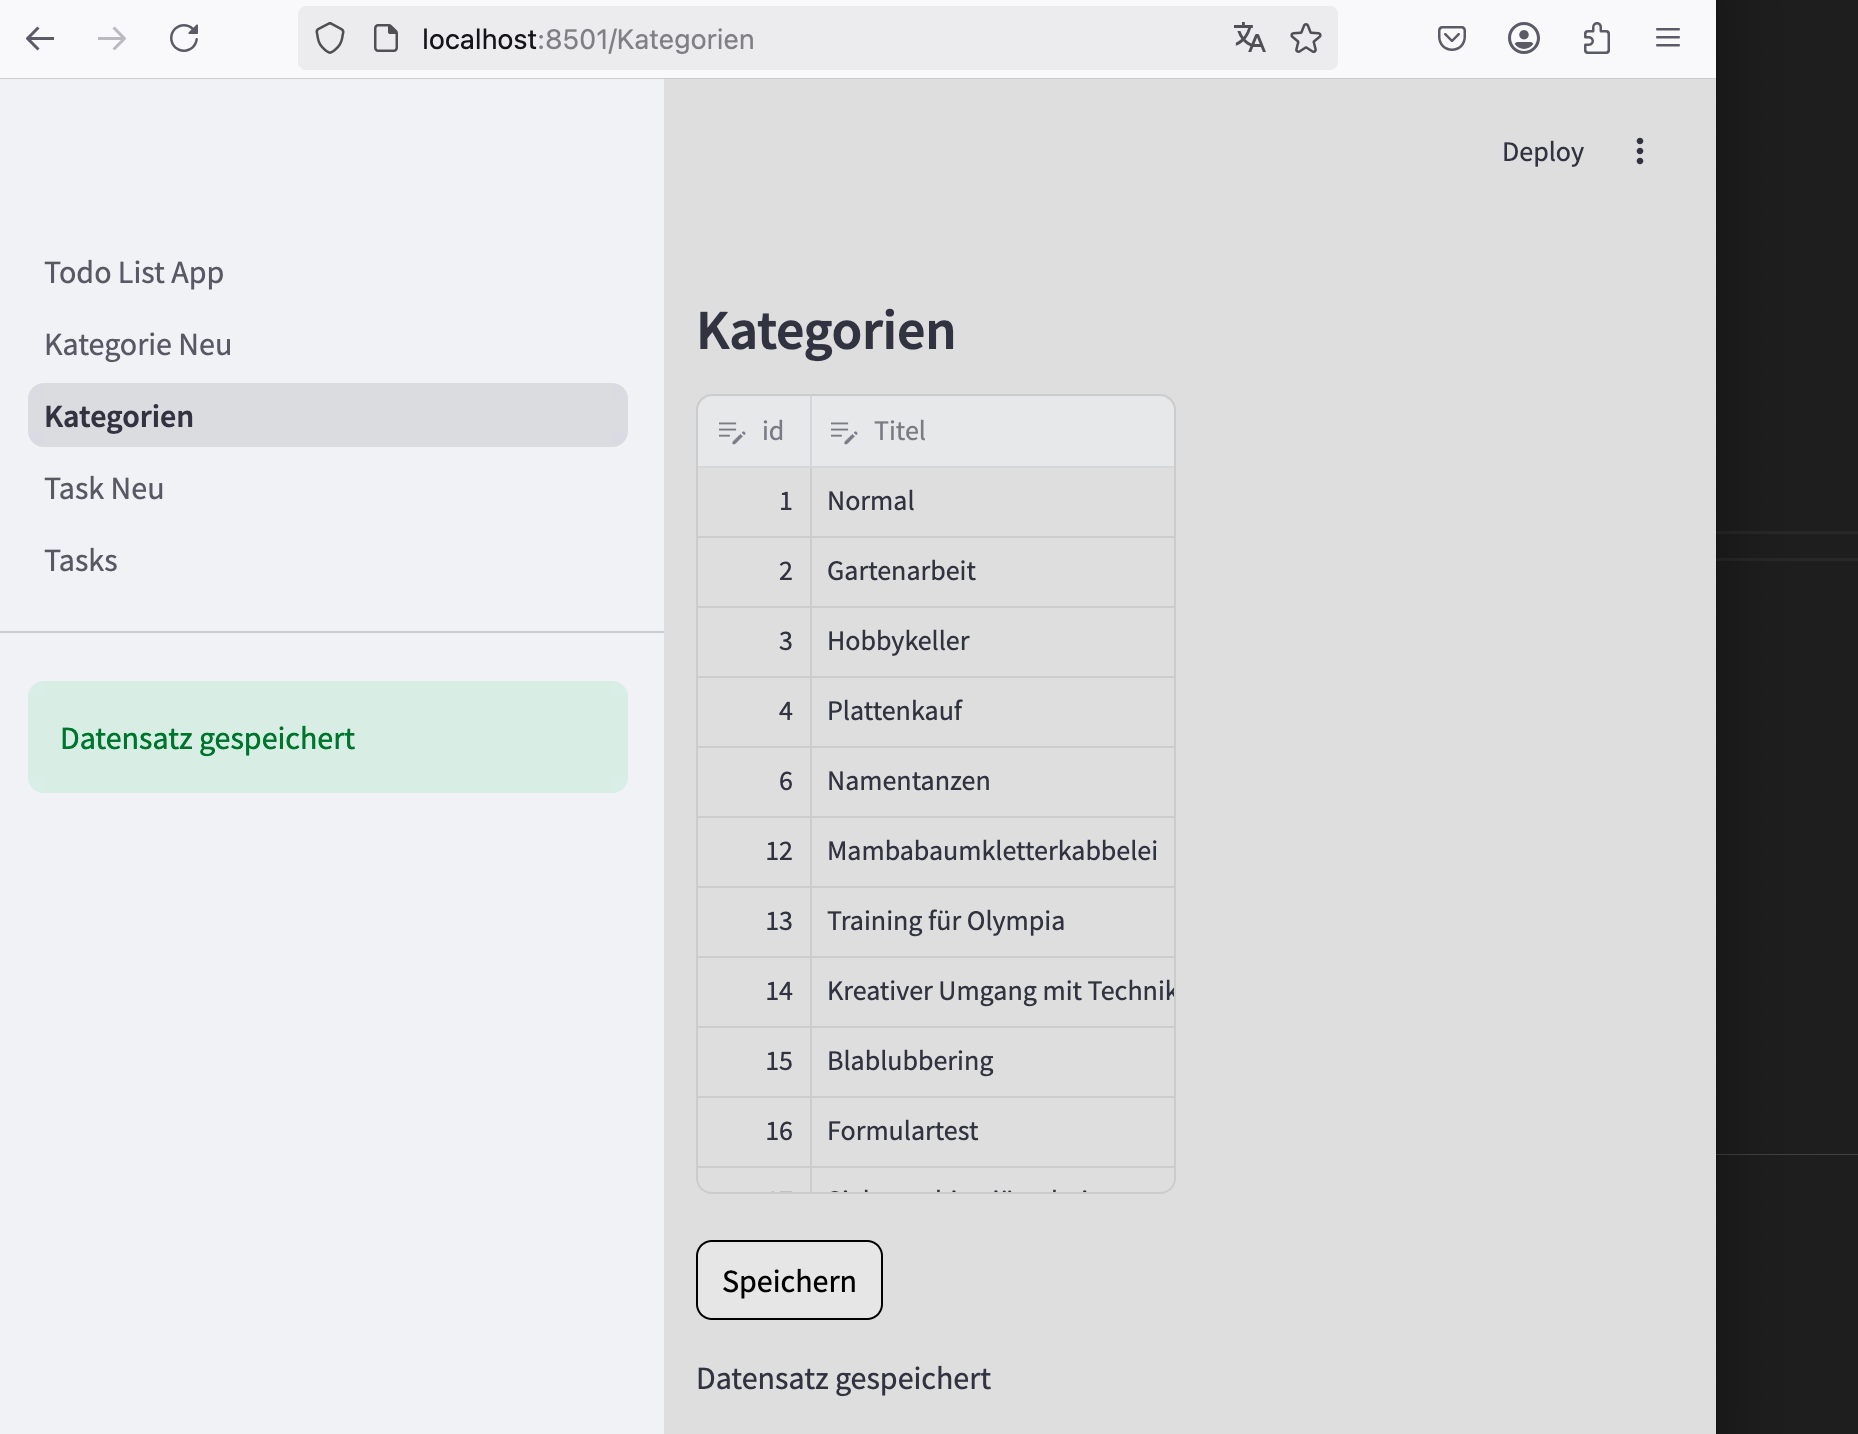 localhost:8501/Kategorien
Deploy
Todo List App
Kategorie Neu
Kategorien
Task Neu
Tasks
Datensatz gespeichert
Kategorien
id Titel
1 Normal
2 Gartenarbeit
3 Hobbykeller
4 Plattenkauf
6 Namentanzen
12 Mambabaumkletterkabbelei
13 Training für Olympia
14 Kreativer Umgang mit Technik
15 Blablubbering
16 Formulartest
Speichern
Datensatz gespeichert